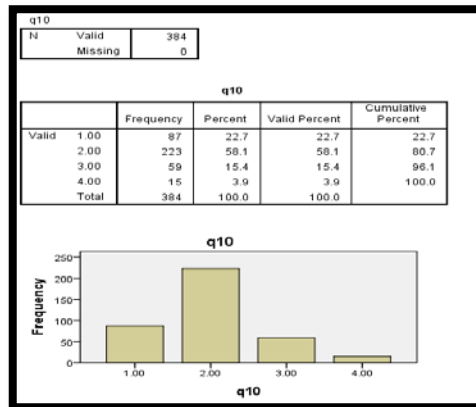 q10
N Valid 384
Missing 0
q10
Frequency Percent Valid Percent Cumulative Percent
Valid 1.00 87 22.7 22.7 22.7
2.00 223 58.1 58.1 80.7
3.00 59 15.4 15.4 96.1
4.00 15 3.9 3.9 100.0
Total 384 100.0 100.0
q10
250
200
150
100
50
0
Frequency
1.00 2.00 3.00 4.00
q10